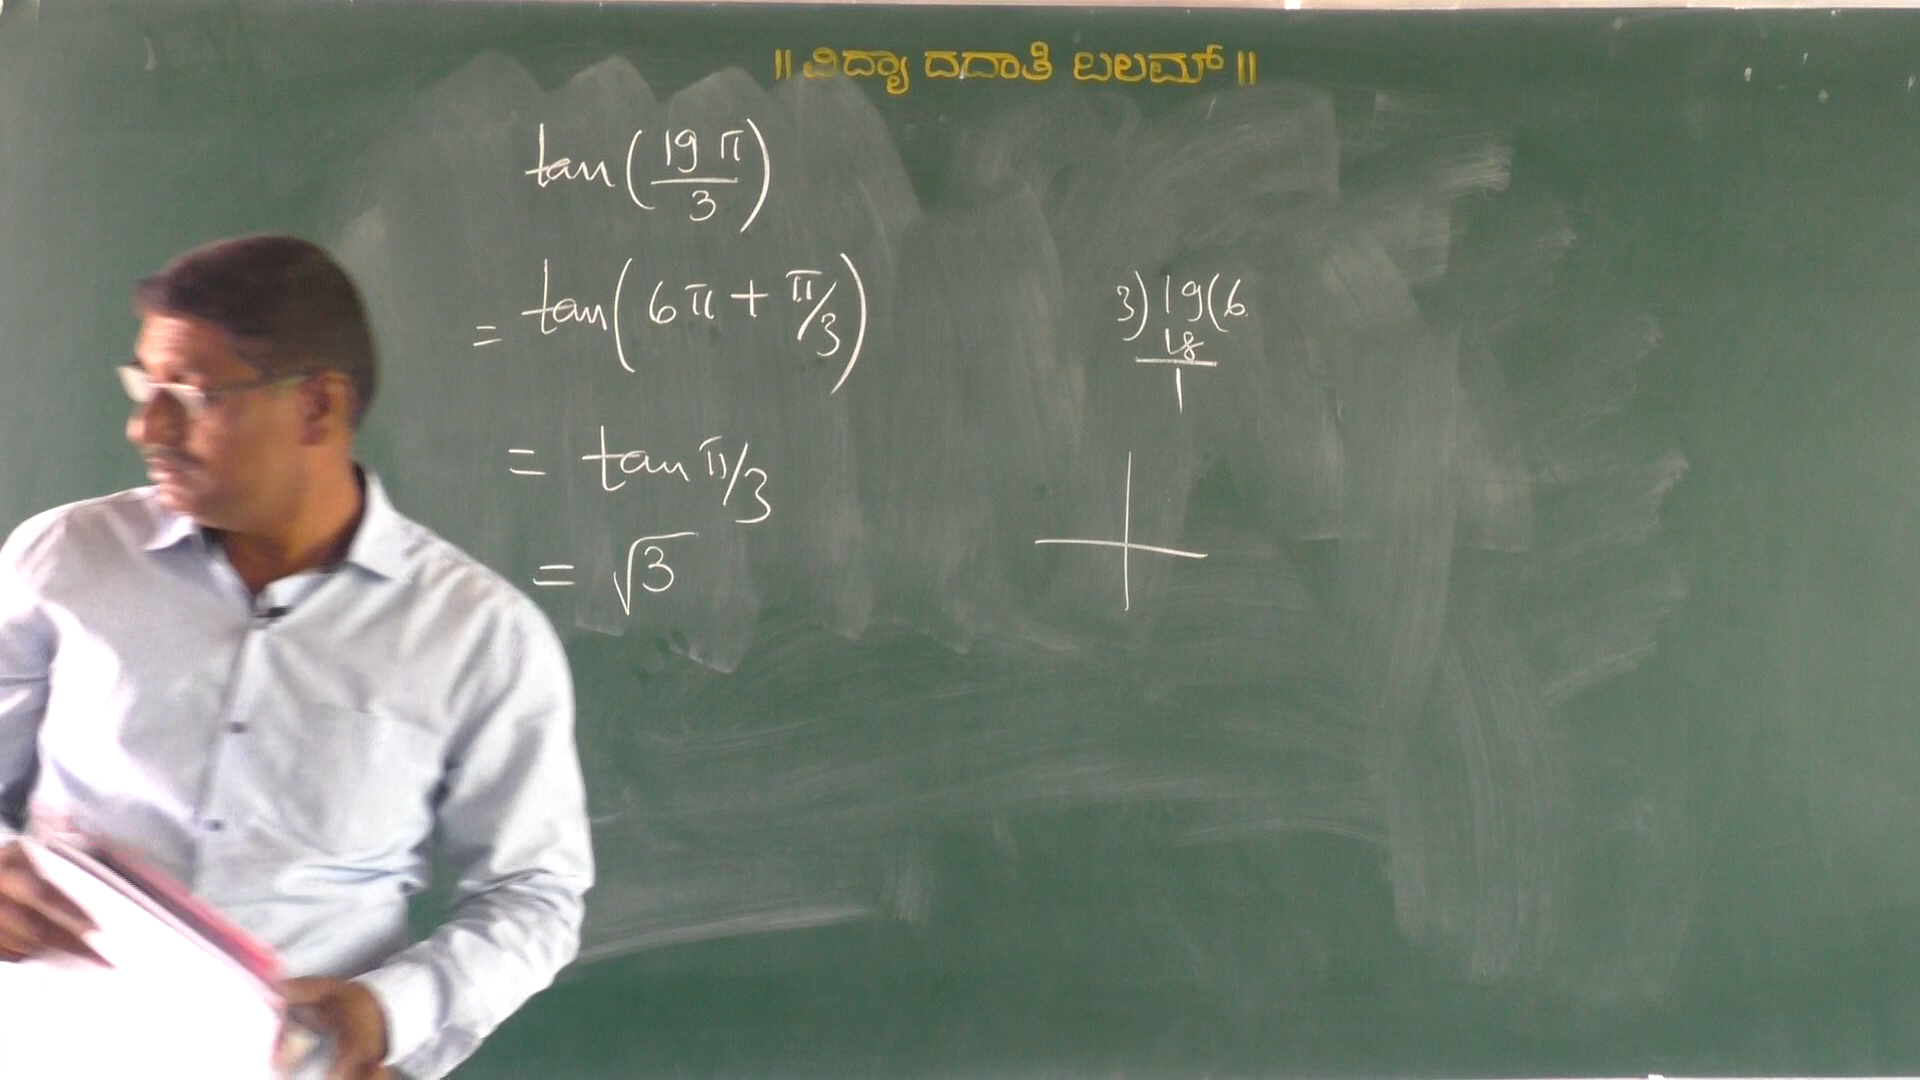 ॥ ವಿದ್ಯಾ ದದಾತಿ ಬಲಮ್ ॥
tan(19π/3)
= tan(6π + π/3)
= tan π/3
= √3
3)19(6
18
1